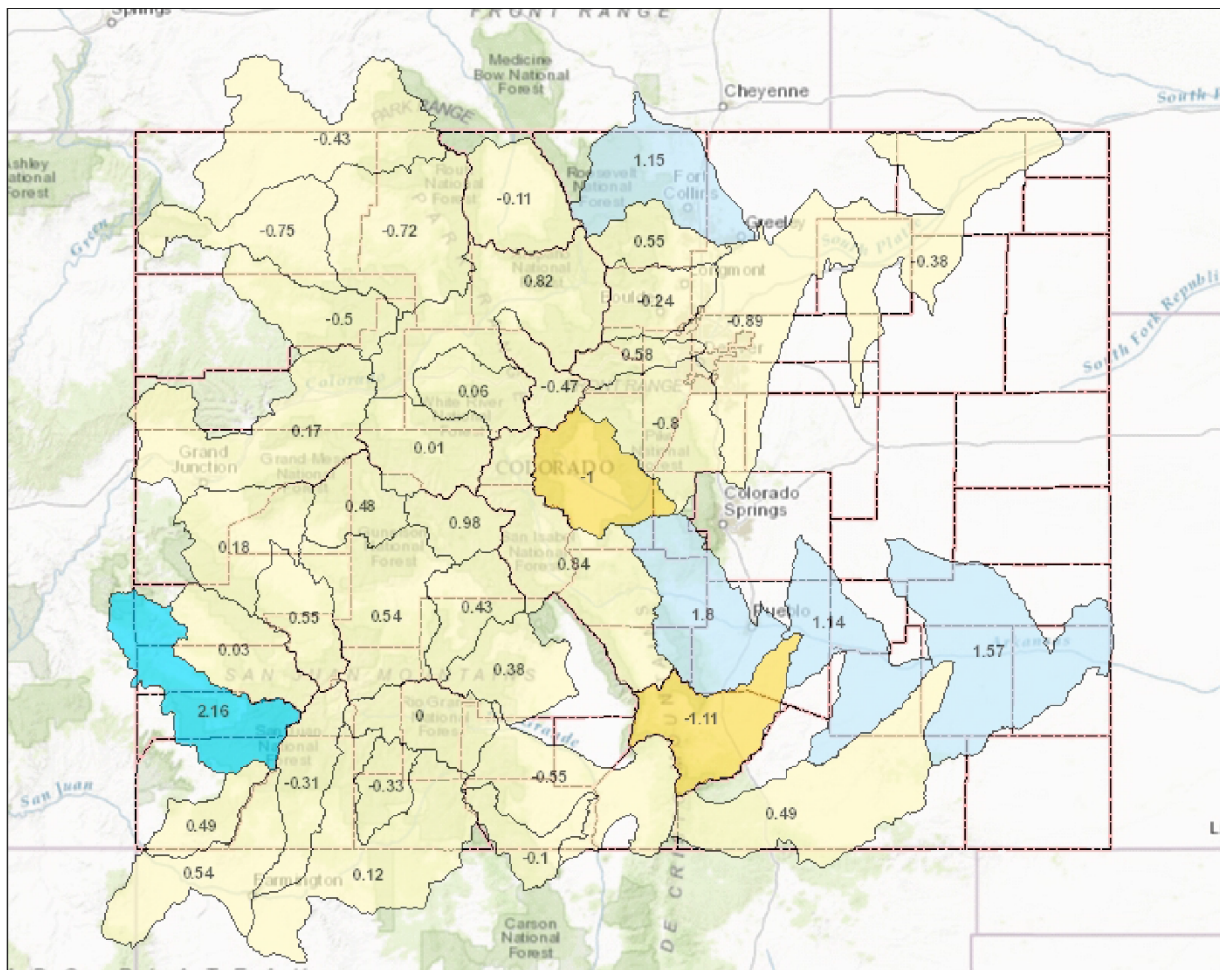 Springs
FRONT RANGE
Medicine
Bow National
Forest
Cheyenne
PARK RANGE
-0.43
Ashley
National
Forest
1.15
Roosevelt
National
Forest
Fort
Collins
-0.11
-0.75
-0.72
Greeley
0.55
South Platte
-0.38
Green
0.82
Longmont
Boulder
-0.24
-0.5
-0.89
South Fork Republic
0.58
Denver
Colorado
0.06
-0.47
FRONT RANGE
White River
National
Forest
0.17
-0.8
Pike
National
Forest
0.01
Grand
Junction
Grand Mesa
National
Forest
COLORADO
-1
Colorado
Springs
0.48
0.98
Gunnison
National
Forest
San Isabel
National
Forest
0.18
0.84
0.55
0.54
0.43
1.8
Pueblo
1.14
1.57
Arkansas
0.03
0.38
SAN JUAN MOUNTAINS
2.16
San Juan
National
Forest
0
Rio Grande
National
Forest
Grande
-1.11
-0.31
-0.33
-0.55
San Juan
0.49
0.49
L
-0.1
0.54
Farmington
0.12
Carson
National
Forest
DE CRI